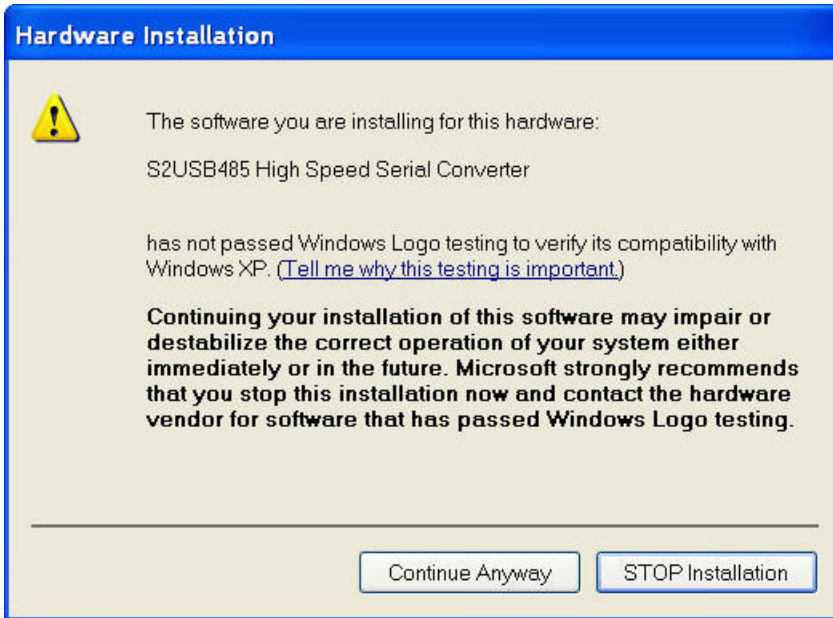 Hardware Installation
The software you are installing for this hardware:
S2USB485 High Speed Serial Converter
has not passed Windows Logo testing to verify its compatibility with
Windows XP. (Tell me why this testing is important.)
Continuing your installation of this software may impair or
destabilize the correct operation of your system either
immediately or in the future. Microsoft strongly recommends
that you stop this installation now and contact the hardware
vendor for software that has passed Windows Logo testing.
Continue Anyway
STOP Installation